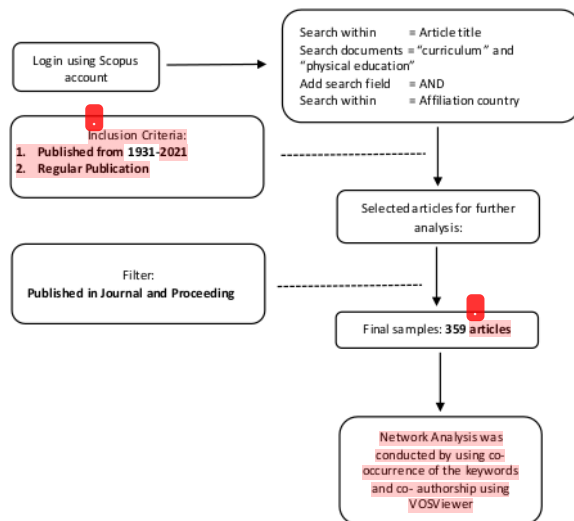 Login using Scopus
account
Search within = Article title
Search documents = “curriculum” and
“physical education”
Add search field = AND
Search within = Affiliation country
Inclusion Criteria:
1. Published from 1931-2021
2. Regular Publication
Selected articles for further
analysis:
Filter:
Published in Journal and Proceeding
Final samples: 359 articles
Network Analysis was
conducted by using co-
occurrence of the keywords
and co- authorship using
VOSViewer